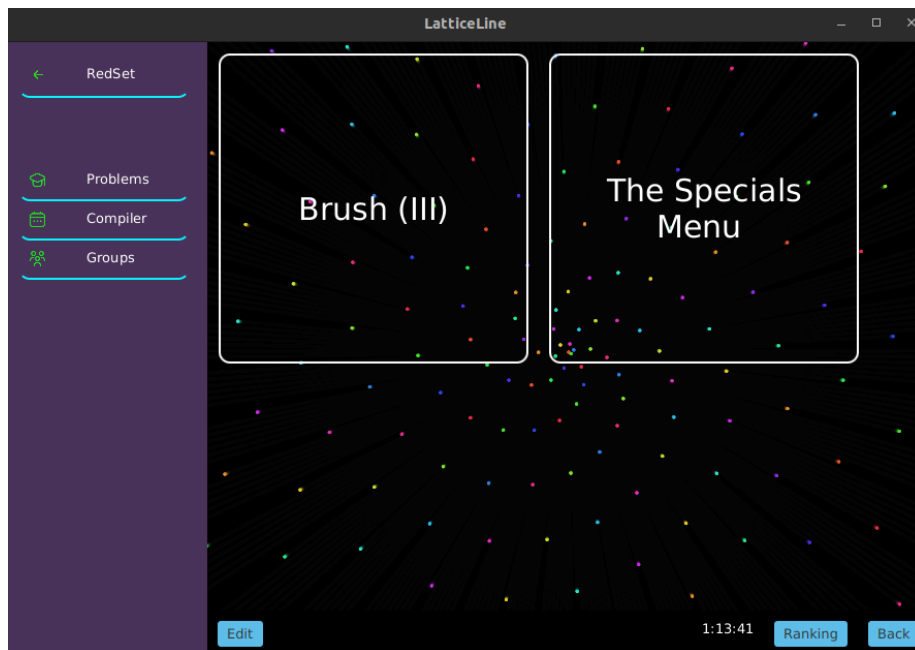 LatticeLine
RedSet
Problems
Compiler
Groups
Brush (III)
The Specials
Menu
Edit
1:13:41
Ranking
Back